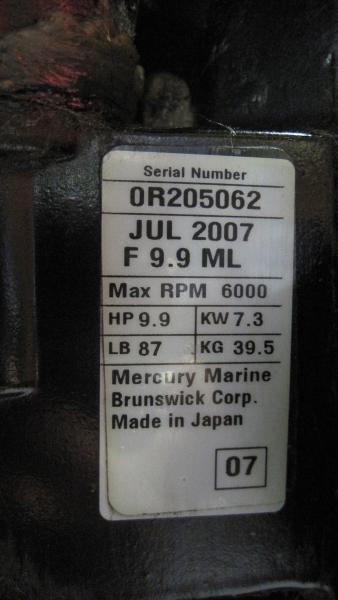 Serial Number
0R205062
JUL 2007
F 9.9 ML
Max RPM 6000
HP 9.9 KW 7.3
LB 87 KG 39.5
Mercury Marine
Brunswick Corp.
Made in Japan
07